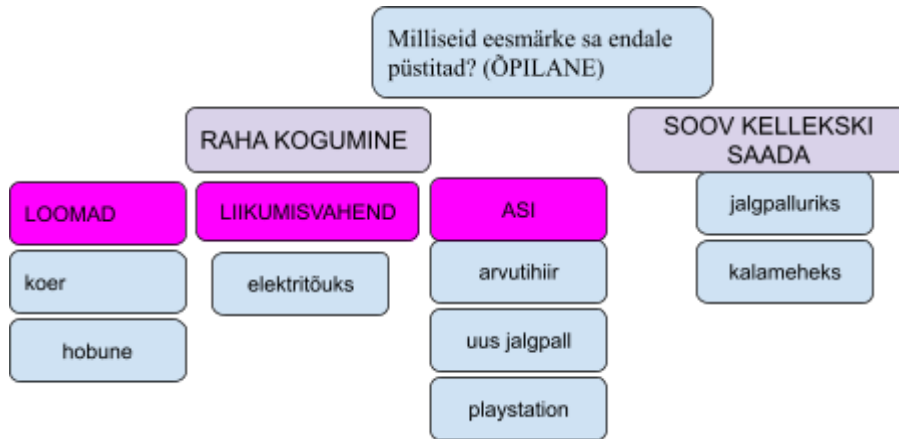 Milliseid eesmärke sa endale
püstitad? (ÕPILANE)
RAHA KOGUMINE
SOOV KELLEKSKI
SAADA
LOOMAD
LIIKUMISVAHEND
ASI
jalgpalluriks
koer
elektritõuks
arvutihiir
kalameheks
hobune
uus jalgpall
playstation